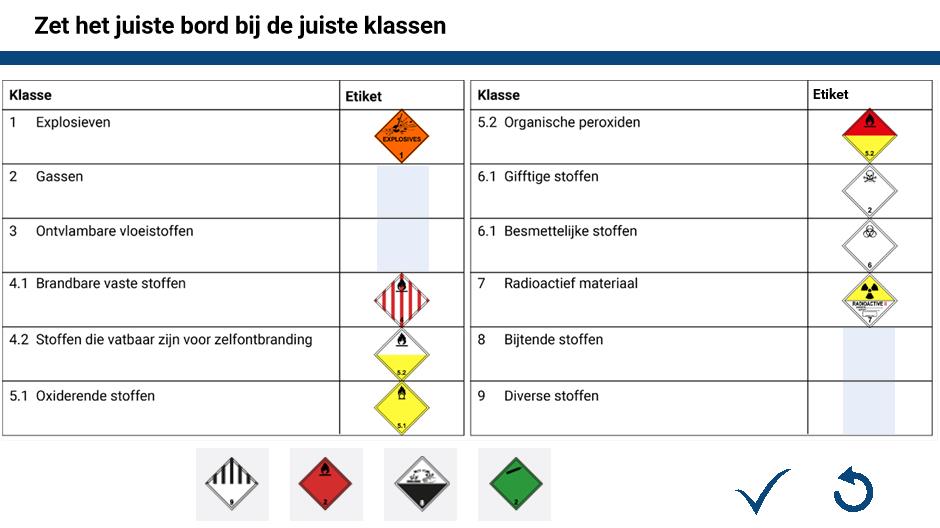 Zet het juiste bord bij de juiste klassen
Klasse Etiket
1 Explosieven
EXPLOSIVES
1
2 Gassen
3 Ontvlambare vloeistoffen
4.1 Brandbare vaste stoffen
4.2 Stoffen die vatbaar zijn voor zelfontbranding
5.2
5.1 Oxiderende stoffen
5.1
Klasse Etiket
5.2 Organische peroxiden
5.2
6.1 Gifftige stoffen
2
6.1 Besmettelijke stoffen
6
7 Radioactief materiaal
RADIOACTIVE II
7
8 Bijtende stoffen
9 Diverse stoffen
9
2
8
2